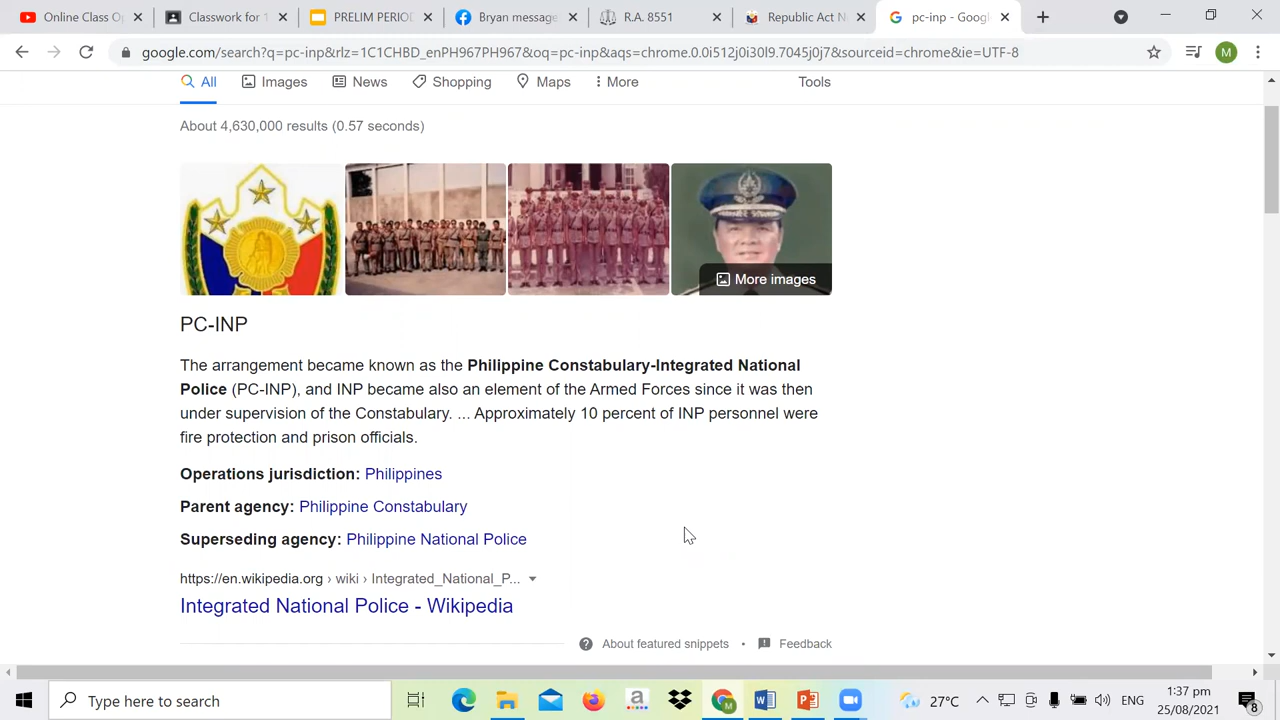 Online Class O
Classwork for 1
PRELIM PERIO
Bryan message
R.A. 8551
Republic Act N
pc-inp - Goog
google.com/search?q=pc-inp&rlz=1C1CHBD_enPH967PH967&oq=pc-inp&aqs=chrome.0.0i512j0i30l9.7045j0j7&sourceid=chrome&ie=UTF-8
M
All
Images
News
Shopping
Maps
More
Tools
About 4,630,000 results (0.57 seconds)
More images
PC-INP
The arrangement became known as the Philippine Constabulary-Integrated National
Police (PC-INP), and INP became also an element of the Armed Forces since it was then
under supervision of the Constabulary. ... Approximately 10 percent of INP personnel were
fire protection and prison officials.
Operations jurisdiction: Philippines
Parent agency: Philippine Constabulary
Superseding agency: Philippine National Police
https://en.wikipedia.org › wiki › Integrated_National_P...
Integrated National Police - Wikipedia
About featured snippets
Feedback
Type here to search
27°C
ENG
1:37 pm
25/08/2021
8